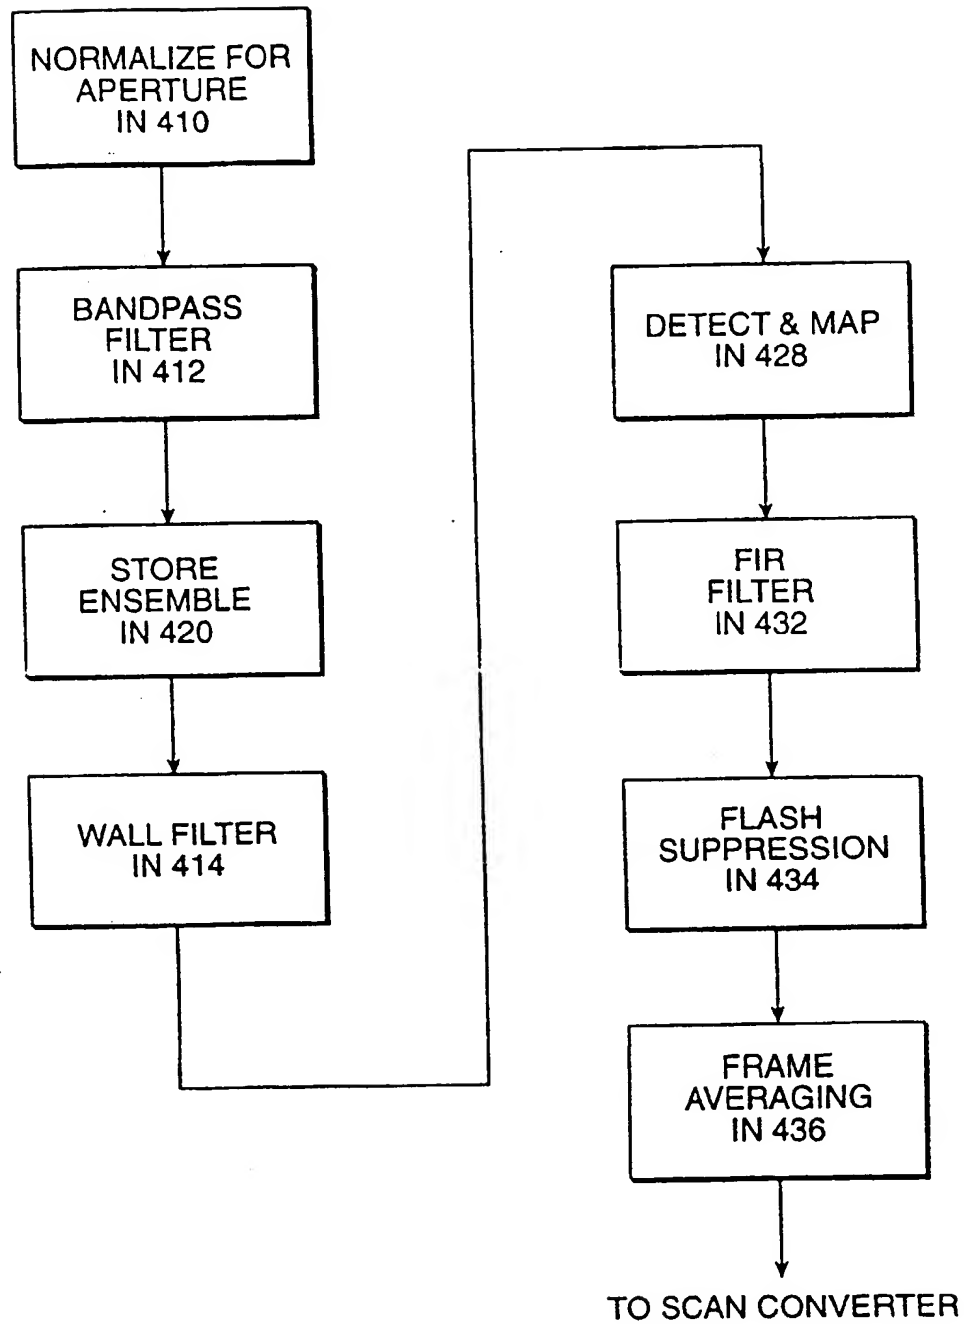 NORMALIZE FOR
APERTURE
IN 410
BANDPASS
FILTER
IN 412
STORE
ENSEMBLE
IN 420
WALL FILTER
IN 414
DETECT & MAP
IN 428
FIR
FILTER
IN 432
FLASH
SUPPRESSION
IN 434
FRAME
AVERAGING
IN 436
TO SCAN CONVERTER